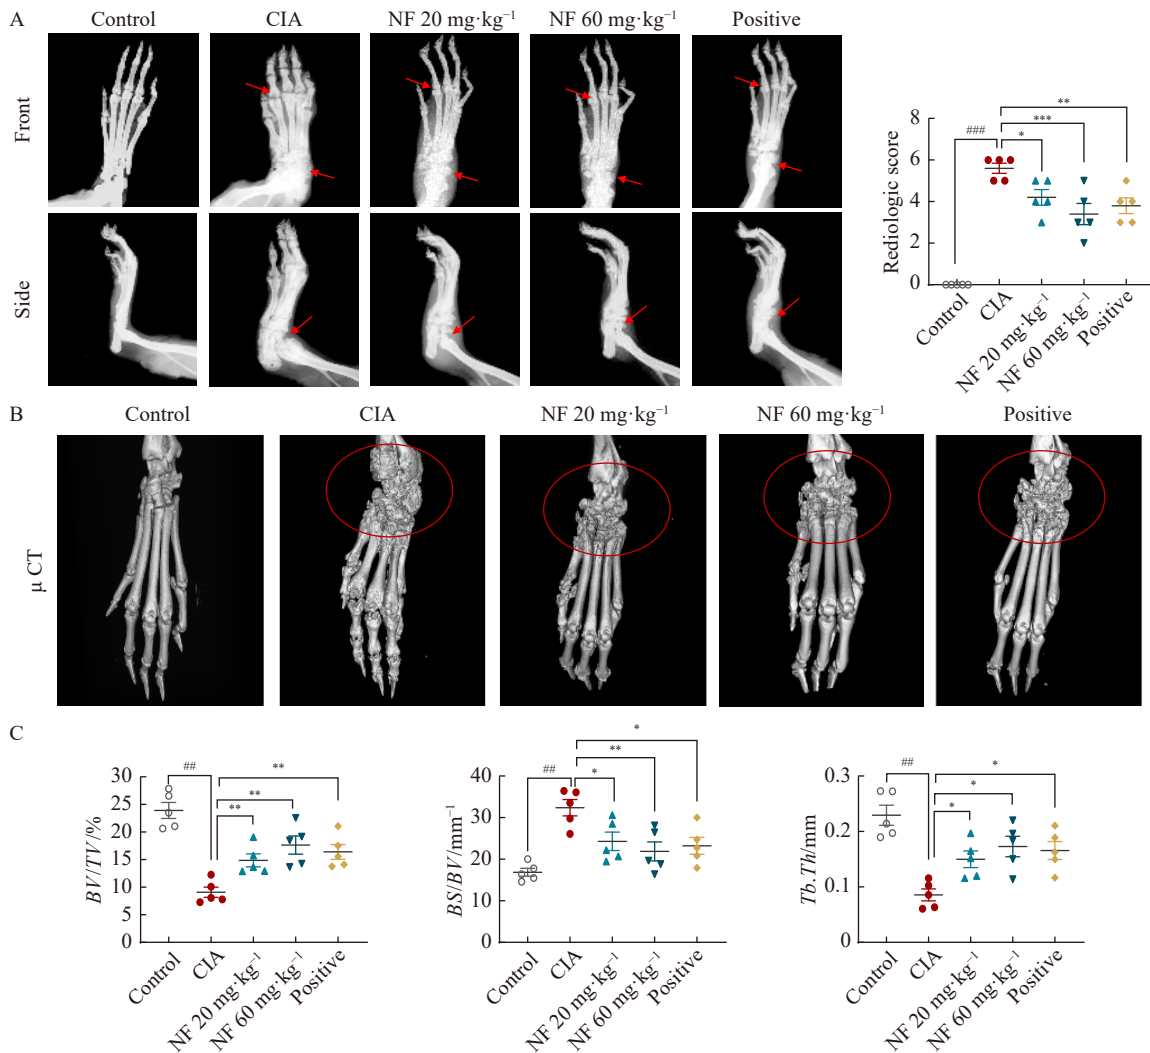 A
Control CIA NF 20 mg·kg⁻¹ NF 60 mg·kg⁻¹ Positive
Front
Side
Rediologic score
8
6
4
2
0
###
*
***
**
Control CIA NF 20 mg·kg⁻¹ NF 60 mg·kg⁻¹ Positive
B
Control CIA NF 20 mg·kg⁻¹ NF 60 mg·kg⁻¹ Positive
μ CT
C
BV/TV/%
30
25
20
15
10
5
0
##
**
**
**
Control CIA NF 20 mg·kg⁻¹ NF 60 mg·kg⁻¹ Positive
BS/BV/mm⁻¹
40
30
20
10
0
##
*
**
*
Control CIA NF 20 mg·kg⁻¹ NF 60 mg·kg⁻¹ Positive
Tb.Th/mm
0.3
0.2
0.1
0
##
*
*
*
Control CIA NF 20 mg·kg⁻¹ NF 60 mg·kg⁻¹ Positive